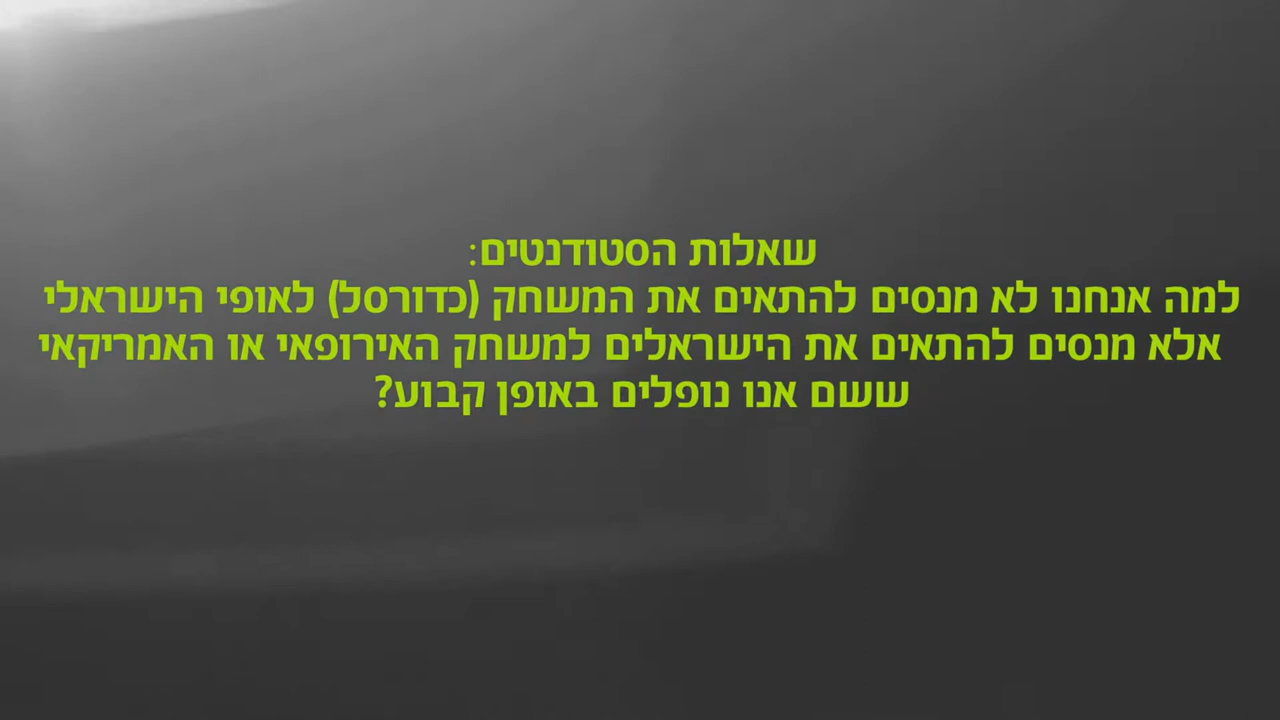 שאלות הסטודנטים:
למה אנחנו לא מנסים להתאים את המשחק (כדורסל) לאופי הישראלי
אלא מנסים להתאים את הישראלים למשחק האירופאי או האמריקאי
ששם אנו נופלים באופן קבוע?